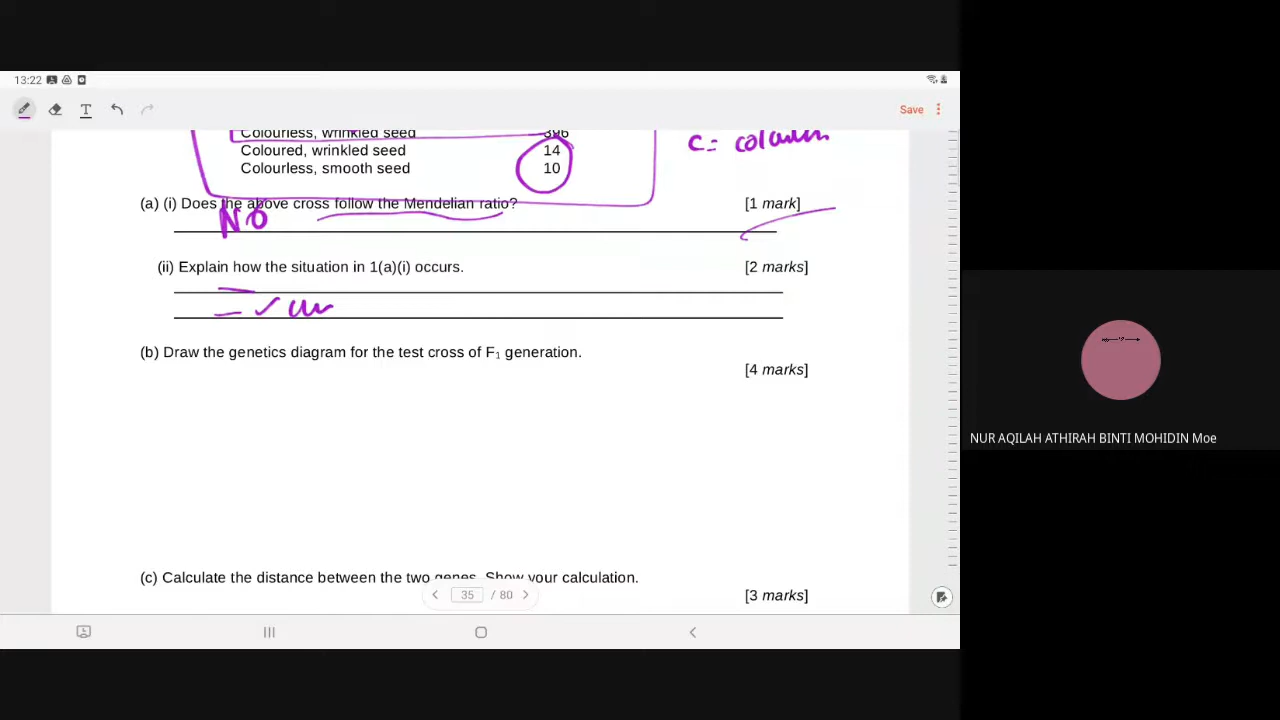 13:22
Save
Colourless, wrinkled seed 396
c = colourless
Coloured, wrinkled seed 14
Colourless, smooth seed 10
(a) (i) Does the above cross follow the Mendelian ratio? [1 mark]
NO
(ii) Explain how the situation in 1(a)(i) occurs. [2 marks]
(b) Draw the genetics diagram for the test cross of F₁ generation.
[4 marks]
(c) Calculate the distance between the two genes. Show your calculation.
[3 marks]
35 / 80
NUR AQILAH ATHIRAH BINTI MOHIDIN Moe